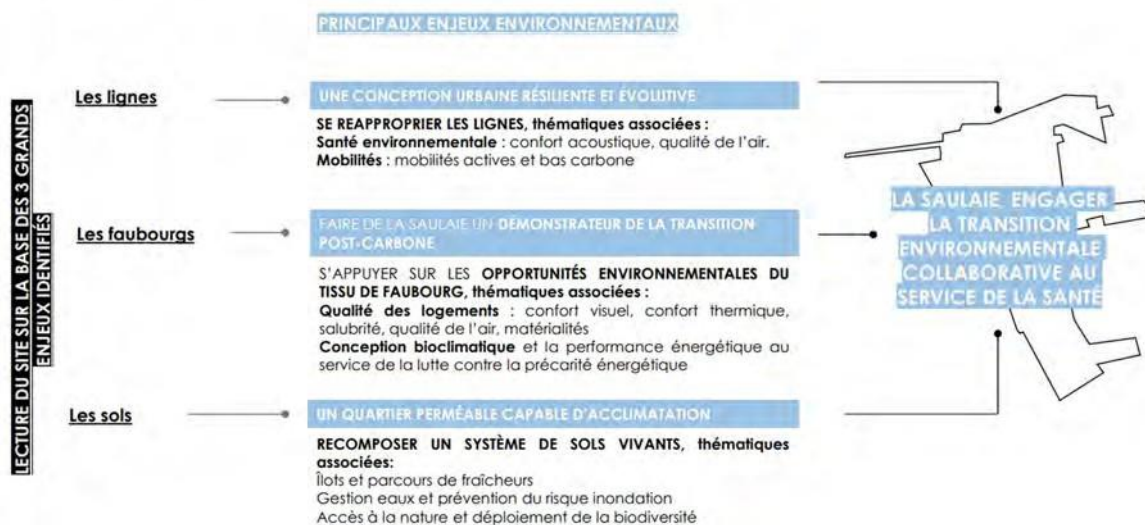 PRINCIPAUX ENJEUX ENVIRONNEMENTAUX
LECTURE DU SITE SUR LA BASE DES 3 GRANDS
ENJEUX IDENTIFIÉS
Les lignes
UNE CONCEPTION URBAINE RÉSILIENTE ET ÉVOLUTIVE
SE REAPPROPRIER LES LIGNES, thématiques associées :
Santé environnementale : confort acoustique, qualité de l'air.
Mobilités : mobilités actives et bas carbone
Les faubourgs
FAIRE DE LA SAULAIE UN DÉMONSTRATEUR DE LA TRANSITION
POST-CARBONE
S'APPUYER SUR LES OPPORTUNITÉS ENVIRONNEMENTALES DU
TISSU DE FAUBOURG, thématiques associées :
Qualité des logements : confort visuel, confort thermique,
salubrité, qualité de l'air, matérialités
Conception bioclimatique et la performance énergétique au
service de la lutte contre la précarité énergétique
Les sols
UN QUARTIER PERMÉABLE CAPABLE D'ACCLIMATATION
RECOMPOSER UN SYSTÈME DE SOLS VIVANTS, thématiques
associées:
Îlots et parcours de fraîcheurs
Gestion eaux et prévention du risque inondation
Accès à la nature et déploiement de la biodiversité
LA SAULAIE, ENGAGER
LA TRANSITION
ENVIRONNEMENTALE
COLLABORATIVE AU
SERVICE DE LA SANTÉ